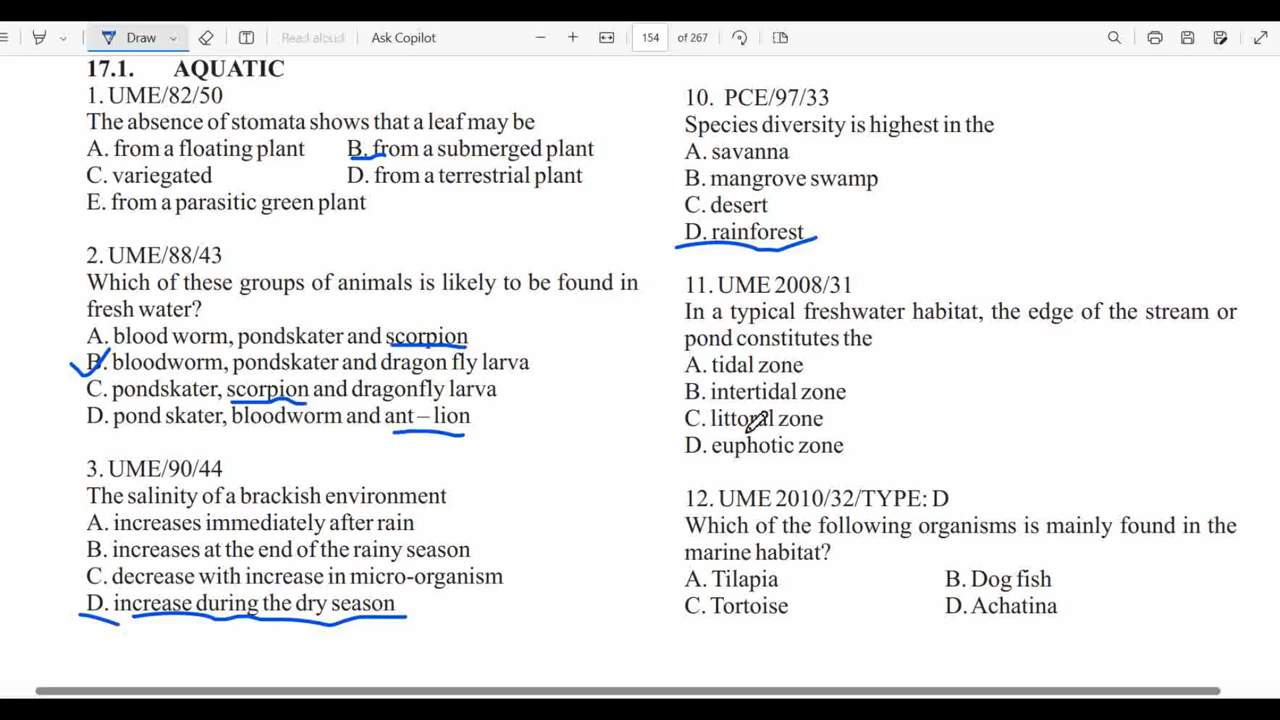 Draw
Read aloud
Ask Copilot
154
of 267
17.1. AQUATIC
1. UME/82/50
The absence of stomata shows that a leaf may be
A. from a floating plant B. from a submerged plant
C. variegated D. from a terrestrial plant
E. from a parasitic green plant
2. UME/88/43
Which of these groups of animals is likely to be found in
fresh water?
A. blood worm, pondskater and scorpion
B. bloodworm, pondskater and dragon fly larva
C. pondskater, scorpion and dragonfly larva
D. pond skater, bloodworm and ant – lion
3. UME/90/44
The salinity of a brackish environment
A. increases immediately after rain
B. increases at the end of the rainy season
C. decrease with increase in micro-organism
D. increase during the dry season
10. PCE/97/33
Species diversity is highest in the
A. savanna
B. mangrove swamp
C. desert
D. rainforest
11. UME 2008/31
In a typical freshwater habitat, the edge of the stream or
pond constitutes the
A. tidal zone
B. intertidal zone
C. littoral zone
D. euphotic zone
12. UME 2010/32/TYPE: D
Which of the following organisms is mainly found in the
marine habitat?
A. Tilapia B. Dog fish
C. Tortoise D. Achatina